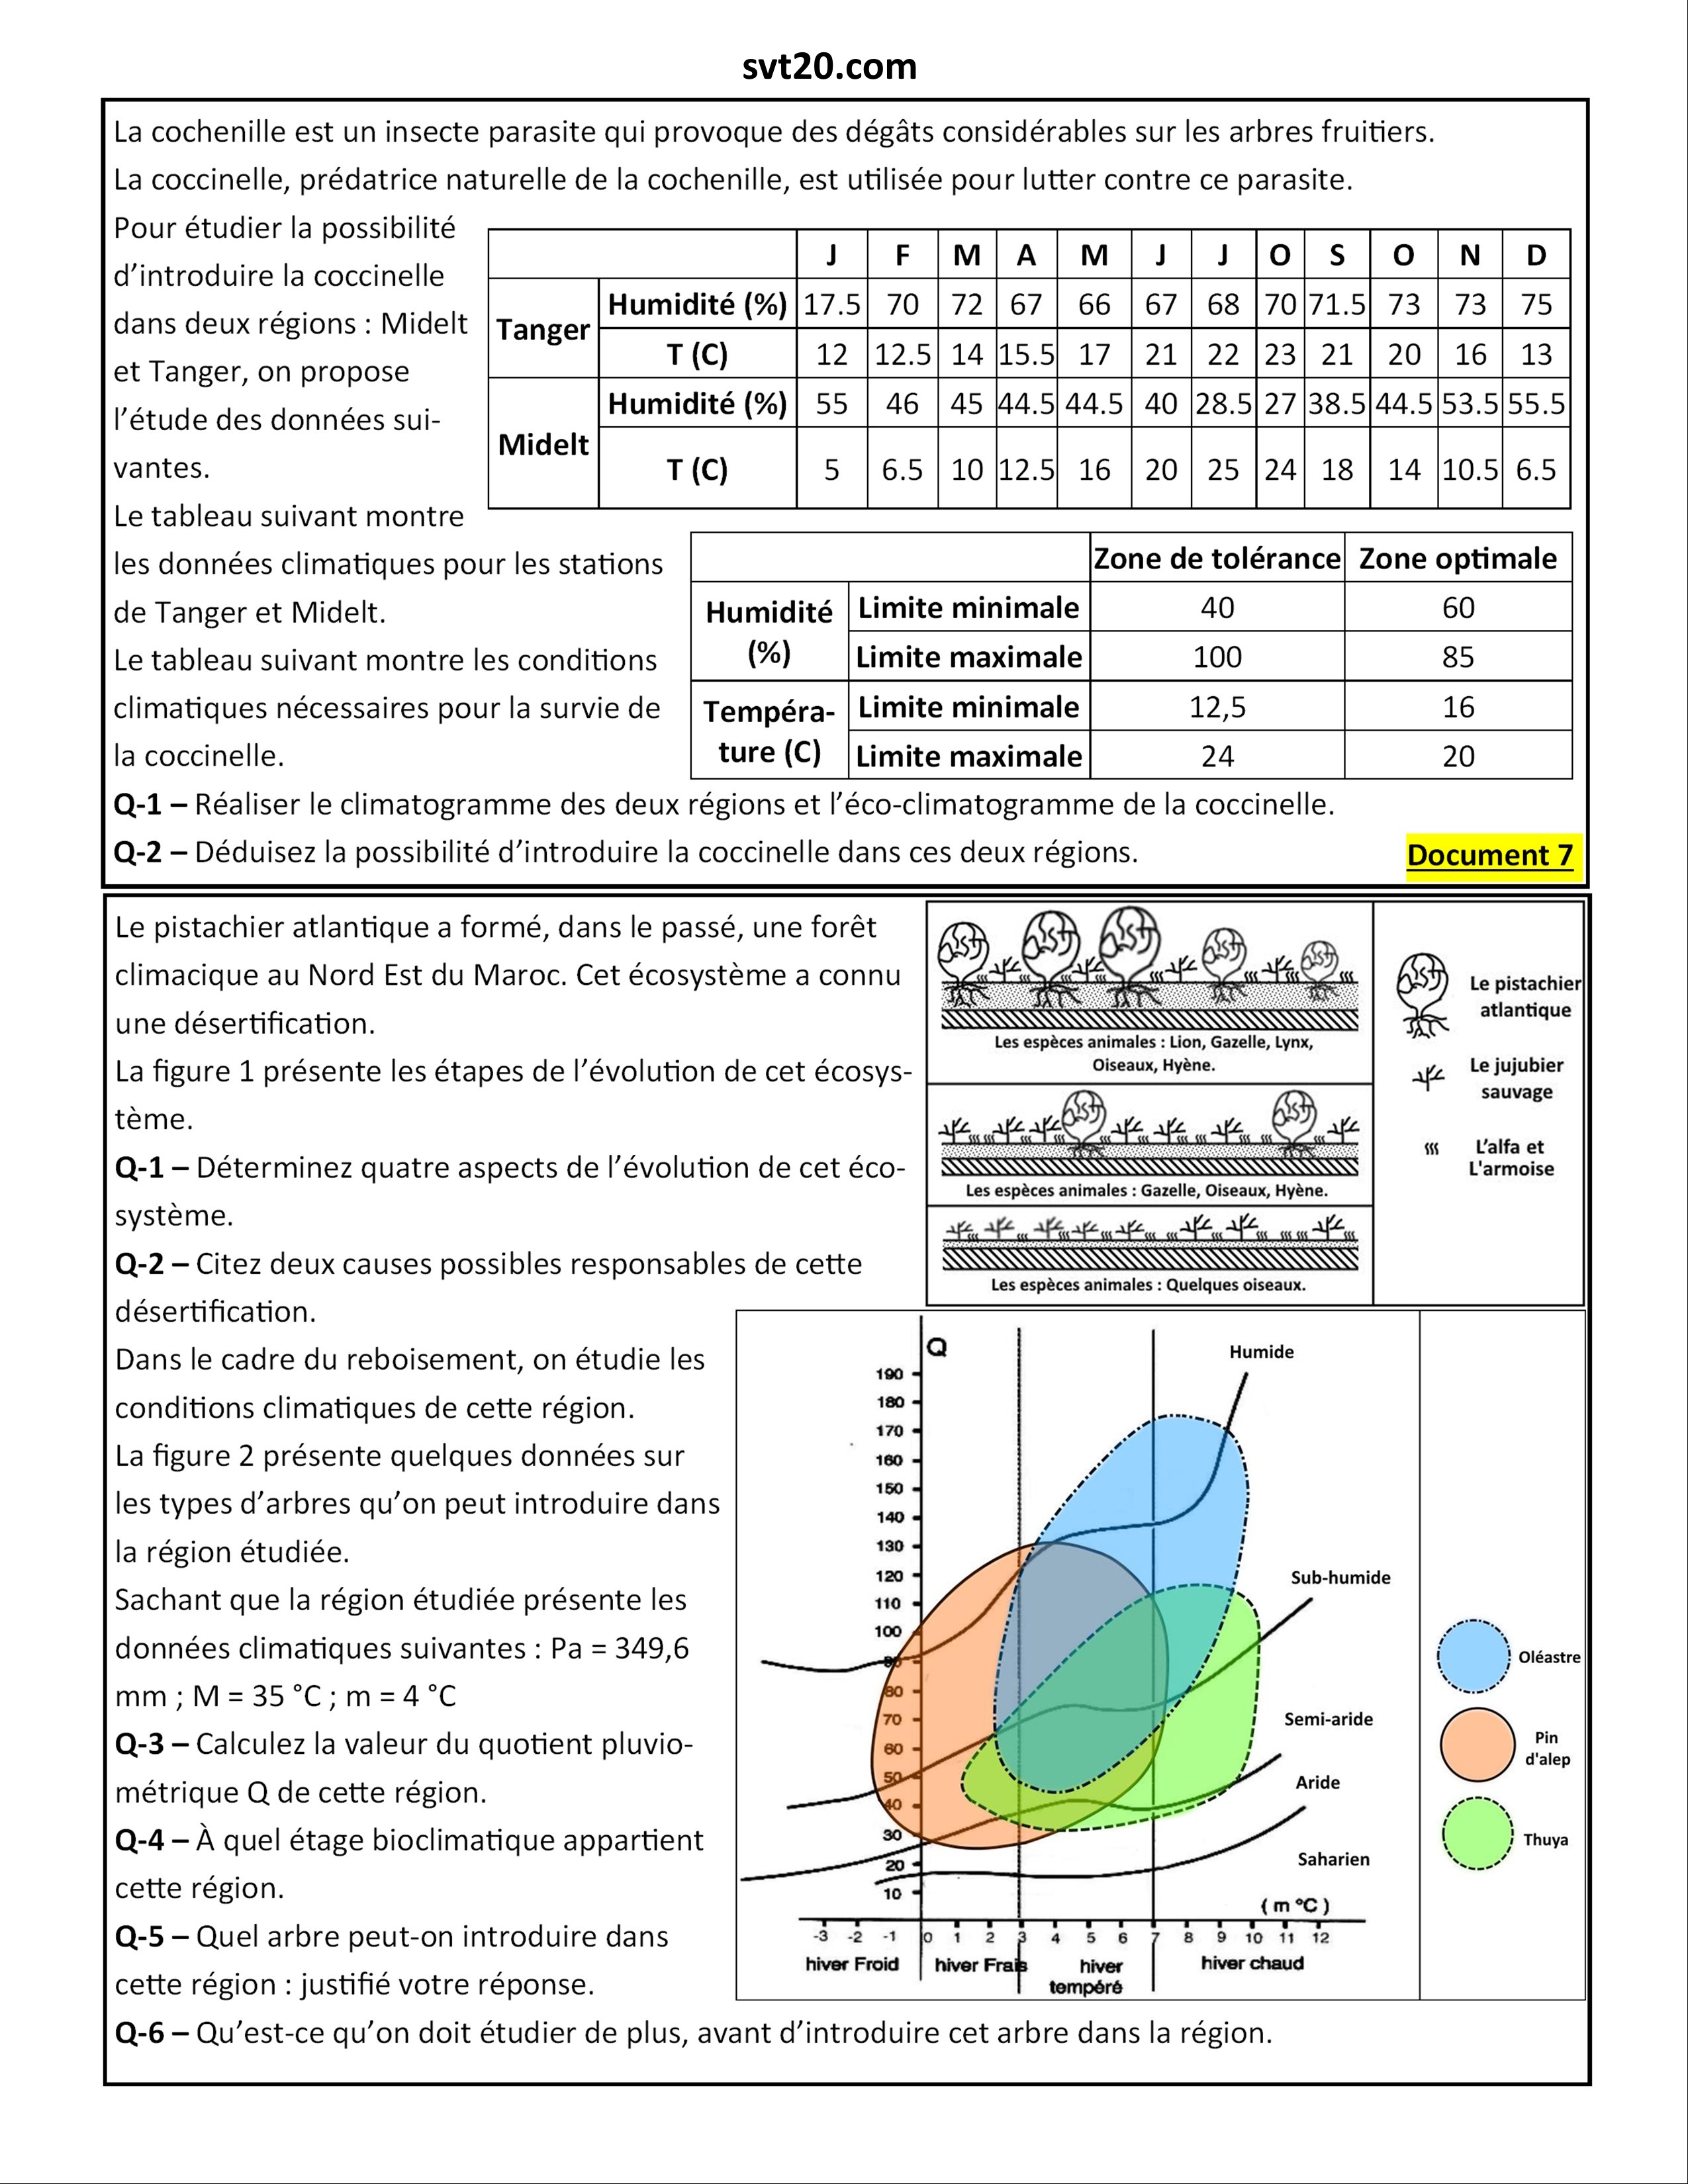 svt20.com
La cochenille est un insecte parasite qui provoque des dégâts considérables sur les arbres fruitiers.
La coccinelle, prédatrice naturelle de la cochenille, est utilisée pour lutter contre ce parasite.
Pour étudier la possibilité
d’introduire la coccinelle
dans deux régions : Midelt
et Tanger, on propose
l’étude des données sui-
vantes.
Le tableau suivant montre
les données climatiques pour les stations
de Tanger et Midelt.
Le tableau suivant montre les conditions
climatiques nécessaires pour la survie de
la coccinelle.
J F M A M J J O S O N D
Tanger
Humidité (%) 17.5 70 72 67 66 67 68 70 71.5 73 73 75
T (C) 12 12.5 14 15.5 17 21 22 23 21 20 16 13
Midelt
Humidité (%) 55 46 45 44.5 44.5 40 28.5 27 38.5 44.5 53.5 55.5
T (C) 5 6.5 10 12.5 16 20 25 24 18 14 10.5 6.5
Zone de tolérance Zone optimale
Humidité
(%)
Limite minimale 40 60
Limite maximale 100 85
Tempéra-
ture (C)
Limite minimale 12,5 16
Limite maximale 24 20
Q-1 – Réaliser le climatogramme des deux régions et l’éco-climatogramme de la coccinelle.
Q-2 – Déduisez la possibilité d’introduire la coccinelle dans ces deux régions.
Document 7
Le pistachier atlantique a formé, dans le passé, une forêt
climacique au Nord Est du Maroc. Cet écosystème a connu
une désertification.
La figure 1 présente les étapes de l’évolution de cet écosys-
tème.
Q-1 – Déterminez quatre aspects de l’évolution de cet éco-
système.
Q-2 – Citez deux causes possibles responsables de cette
désertification.
Les espèces animales : Lion, Gazelle, Lynx,
Oiseaux, Hyène.
Les espèces animales : Gazelle, Oiseaux, Hyène.
Les espèces animales : Quelques oiseaux.
Le pistachier
atlantique
Le jujubier
sauvage
L’alfa et
L'armoise
Dans le cadre du reboisement, on étudie les
conditions climatiques de cette région.
La figure 2 présente quelques données sur
les types d’arbres qu’on peut introduire dans
la région étudiée.
Sachant que la région étudiée présente les
données climatiques suivantes : Pa = 349,6
mm ; M = 35 °C ; m = 4 °C
Q-3 – Calculez la valeur du quotient pluvio-
métrique Q de cette région.
Q-4 – À quel étage bioclimatique appartient
cette région.
Q-5 – Quel arbre peut-on introduire dans
cette région : justifié votre réponse.
Q-6 – Qu’est-ce qu’on doit étudier de plus, avant d’introduire cet arbre dans la région.
Q
190
180
170
160
150
140
130
120
110
100
90
80
70
60
50
40
30
20
10
Humide
Sub-humide
Semi-aride
Aride
Saharien
( m °C )
-3 -2 -1 0 1 2 3 4 5 6 7 8 9 10 11 12
hiver Froid hiver Frais hiver
tempéré
hiver chaud
Oléastre
Pin
d'alep
Thuya